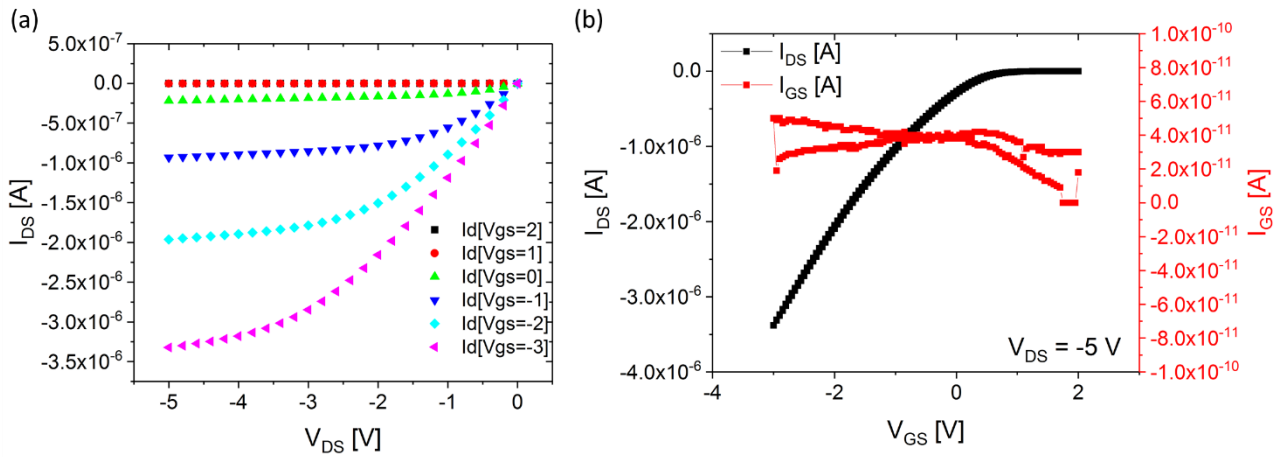 (a)
5.0x10⁻⁷
0.0
-5.0x10⁻⁷
-1.0x10⁻⁶
-1.5x10⁻⁶
-2.0x10⁻⁶
-2.5x10⁻⁶
-3.0x10⁻⁶
-3.5x10⁻⁶
I_DS [A]
Id[Vgs=2]
Id[Vgs=1]
Id[Vgs=0]
Id[Vgs=-1]
Id[Vgs=-2]
Id[Vgs=-3]
-5 -4 -3 -2 -1 0
V_DS [V]
(b)
I_DS [A]
I_GS [A]
0.0
-1.0x10⁻⁶
-2.0x10⁻⁶
-3.0x10⁻⁶
-4.0x10⁻⁶
I_DS [A]
V_DS = -5 V
-4 -2 0 2
V_GS [V]
1.0x10⁻¹⁰
8.0x10⁻¹¹
6.0x10⁻¹¹
4.0x10⁻¹¹
2.0x10⁻¹¹
0.0
-2.0x10⁻¹¹
-4.0x10⁻¹¹
-6.0x10⁻¹¹
-8.0x10⁻¹¹
-1.0x10⁻¹⁰
I_GS [A]